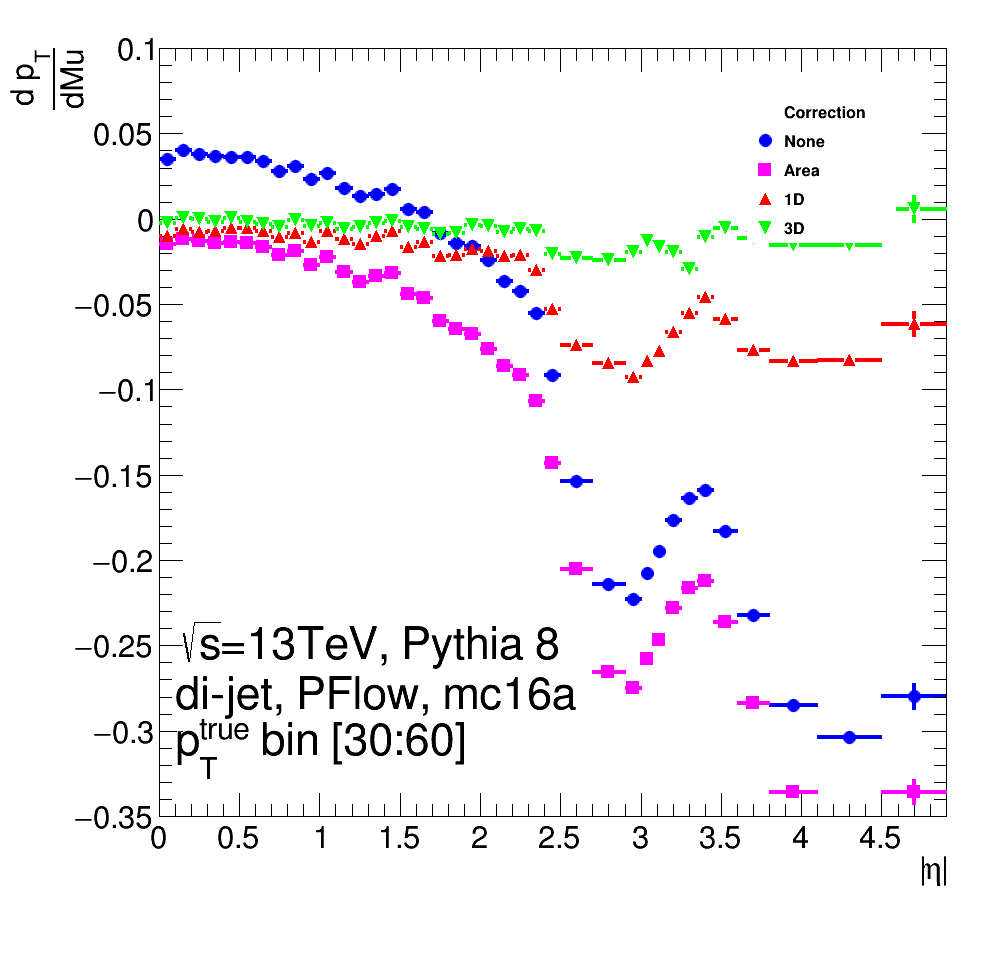 d p_T
dMu
0.1
0.05
0
−0.05
−0.1
−0.15
−0.2
−0.25
−0.3
−0.35
Correction
None
Area
1D
3D
√s=13TeV, Pythia 8
di-jet, PFlow, mc16a
p_T^true bin [30:60]
0 0.5 1 1.5 2 2.5 3 3.5 4 4.5
|η|